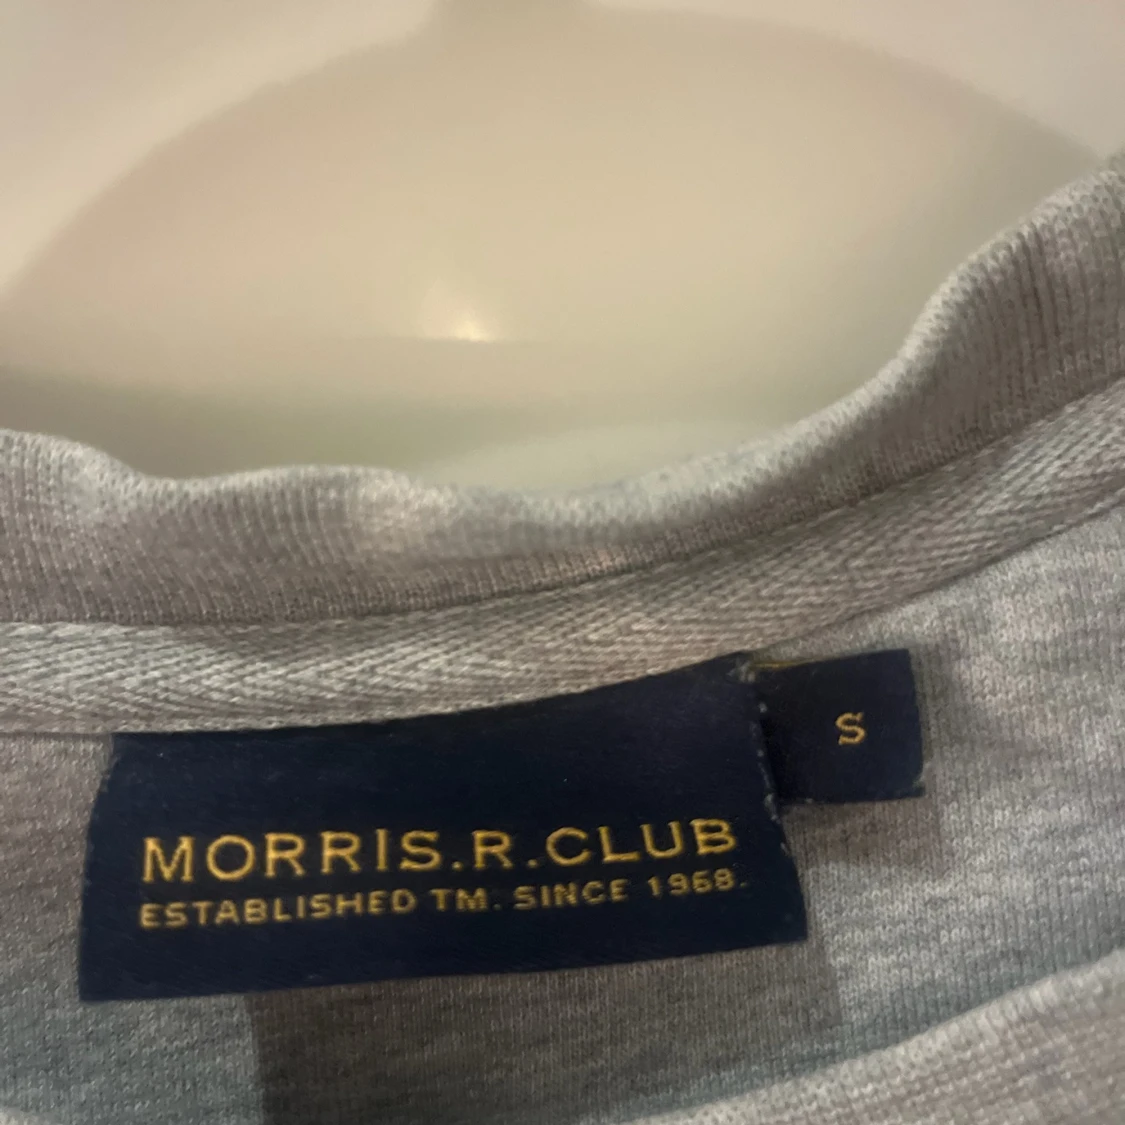 S
MORRIS.R.CLUB
ESTABLISHED TM. SINCE 1968.